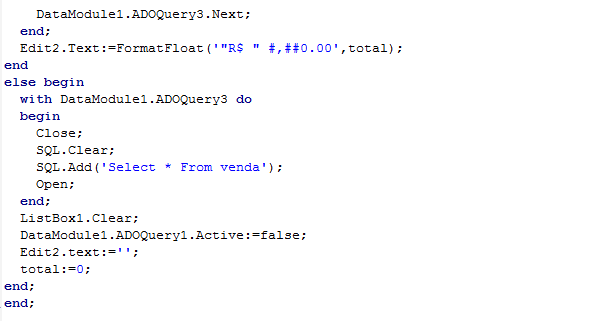 DataModule1.ADOQuery3.Next;
end;
Edit2.Text:=FormatFloat('"R$ " #,##0.00',total);
end
else begin
with DataModule1.ADOQuery3 do
begin
Close;
SQL.Clear;
SQL.Add('Select * From venda');
Open;
end;
ListBox1.Clear;
DataModule1.ADOQuery1.Active:=false;
Edit2.text:='';
total:=0;
end;
end;